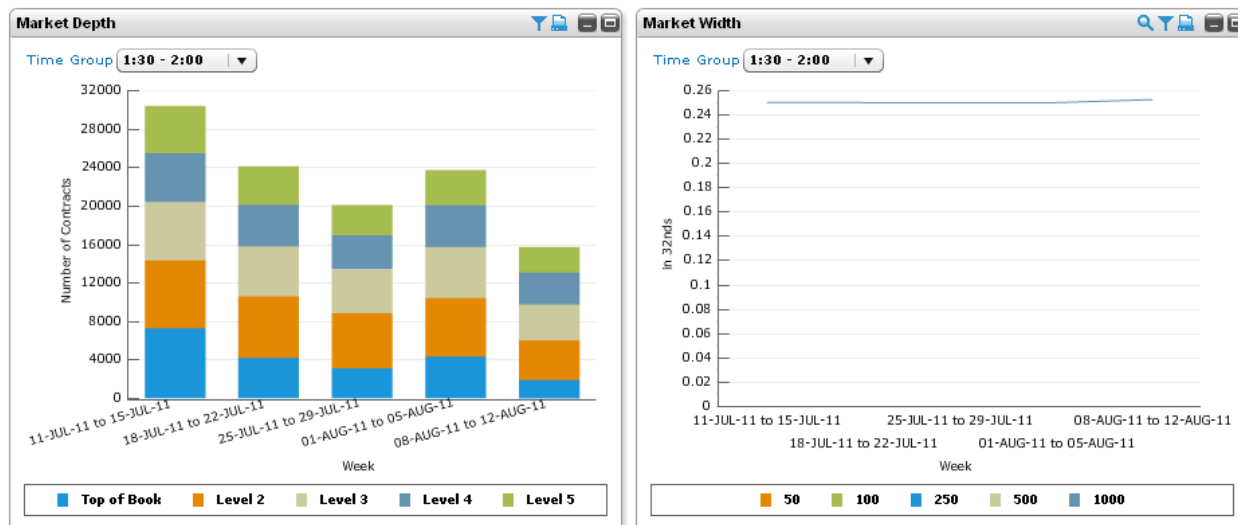 Market Depth
Time Group 1:30 - 2:00
32000
28000
24000
20000
16000
12000
8000
4000
0
Number of Contracts
11-JUL-11 to 15-JUL-11
18-JUL-11 to 22-JUL-11
25-JUL-11 to 29-JUL-11
01-AUG-11 to 05-AUG-11
08-AUG-11 to 12-AUG-11
Week
Top of Book Level 2 Level 3 Level 4 Level 5
Market Width
Time Group 1:30 - 2:00
0.26
0.24
0.22
0.2
0.18
0.16
0.14
0.12
0.1
0.08
0.06
0.04
0.02
0
in 32nds
11-JUL-11 to 15-JUL-11 25-JUL-11 to 29-JUL-11 08-AUG-11 to 12-AUG-11
18-JUL-11 to 22-JUL-11 01-AUG-11 to 05-AUG-11
Week
50 100 250 500 1000